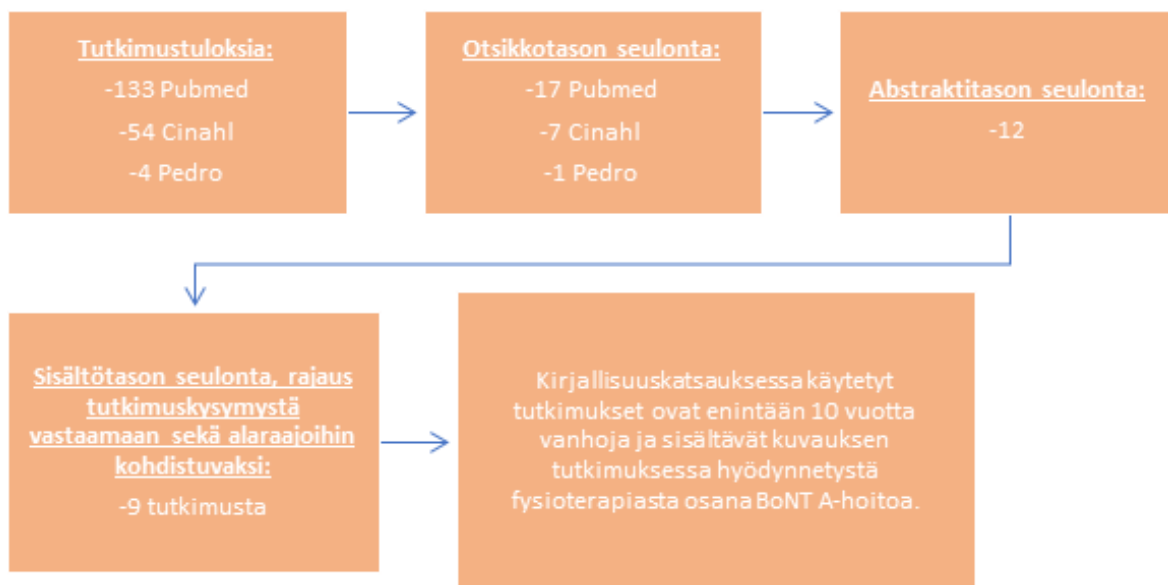 Tutkimustuloksia:
-133 Pubmed
-54 Cinahl
-4 Pedro
Otsikkotason seulonta:
-17 Pubmed
-7 Cinahl
-1 Pedro
Abstraktitason seulonta:
-12
Sisältötason seulonta, rajaus
tutkimuskysymystä
vastaamaan sekä alaraajoihin
kohdistuvaksi:
-9 tutkimusta
Kirjallisuuskatsauksessa käytetyt
tutkimukset ovat enintään 10 vuotta
vanhoja ja sisältävät kuvauksen
tutkimuksessa hyödynnetystä
fysioterapiasta osana BoNT A-hoitoa.